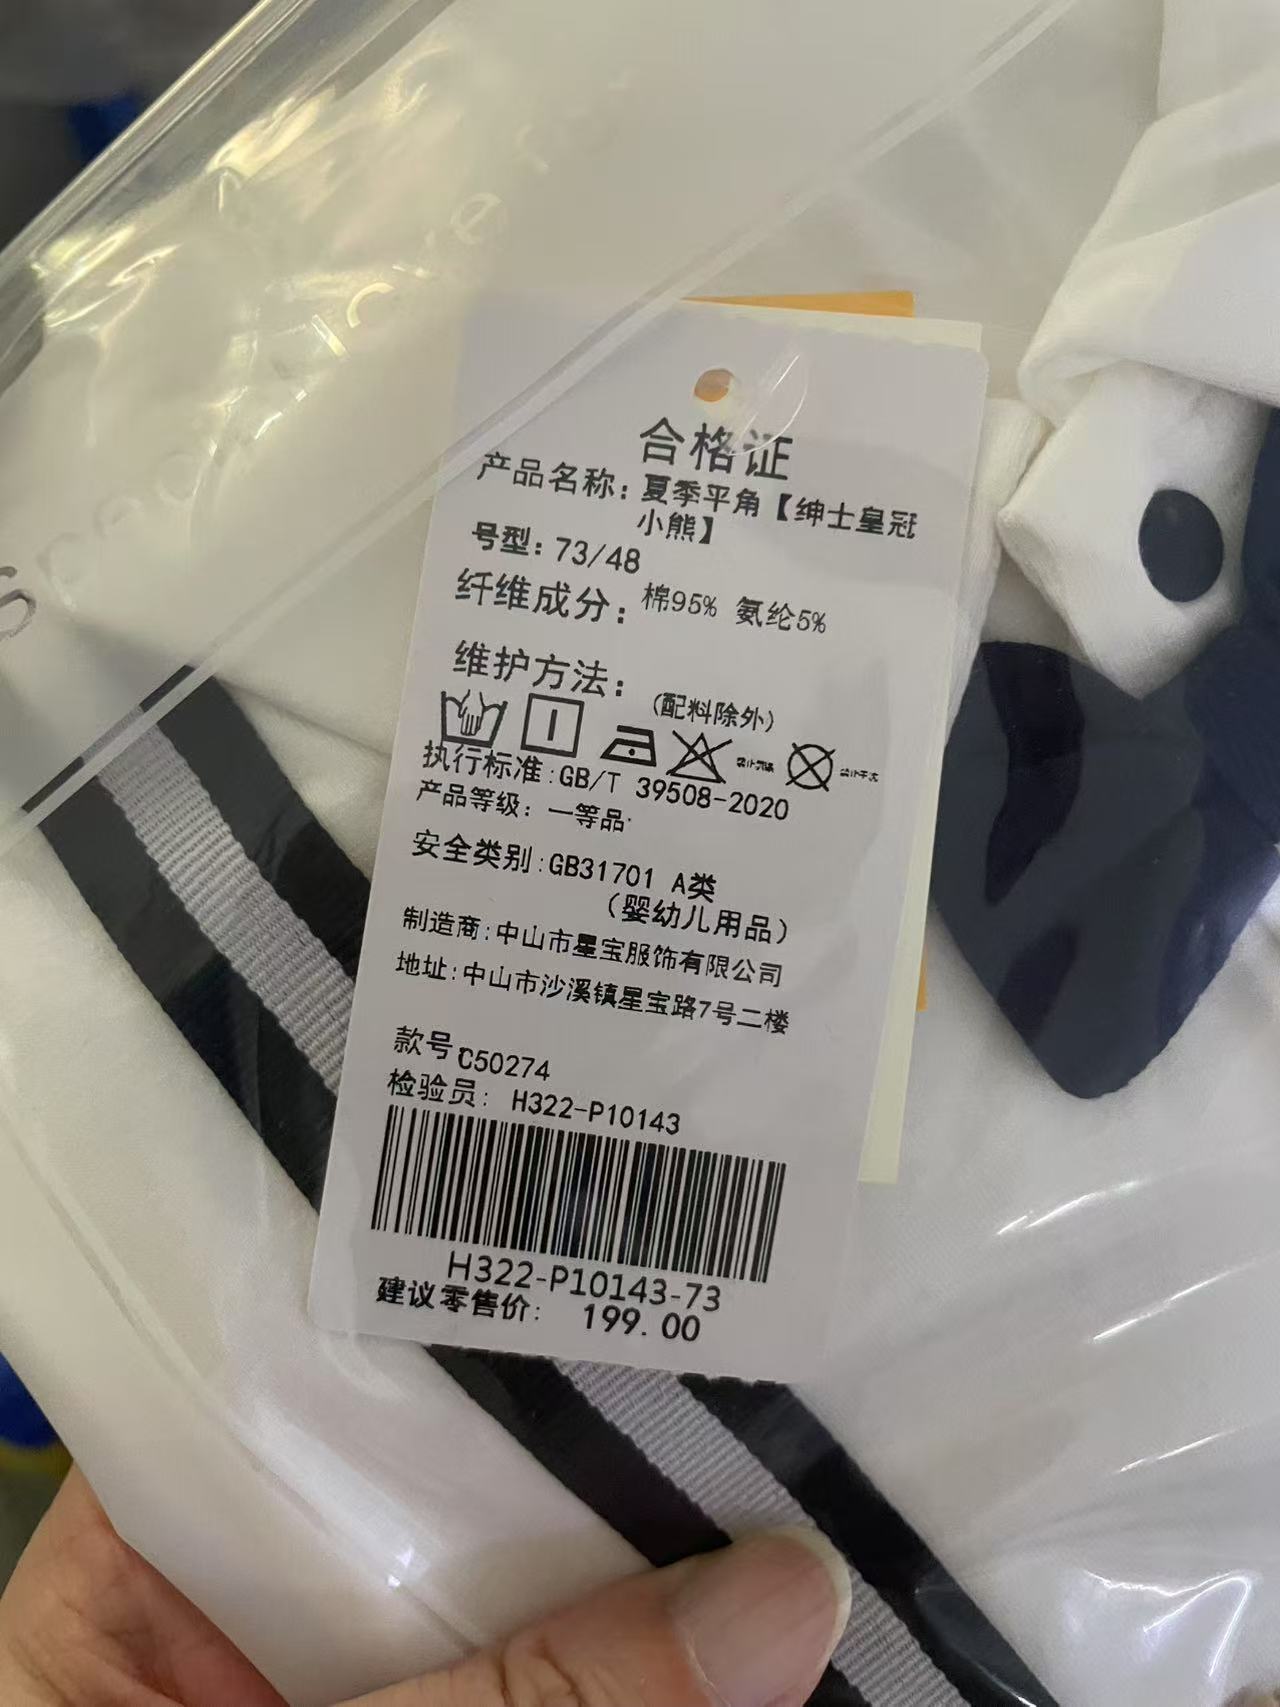 合格证
产品名称：夏季平角【绅士皇冠
小熊】
号型：73/48
纤维成分：棉95% 氨纶5%
维护方法：(配料除外)
执行标准:GB/T 39508-2020
产品等级：一等品
安全类别:GB31701 A类
（婴幼儿用品）
制造商:中山市星宝服饰有限公司
地址:中山市沙溪镇星宝路7号二楼
款号:C50274
检验员: H322-P10143
H322-P10143-73
建议零售价: 199.00